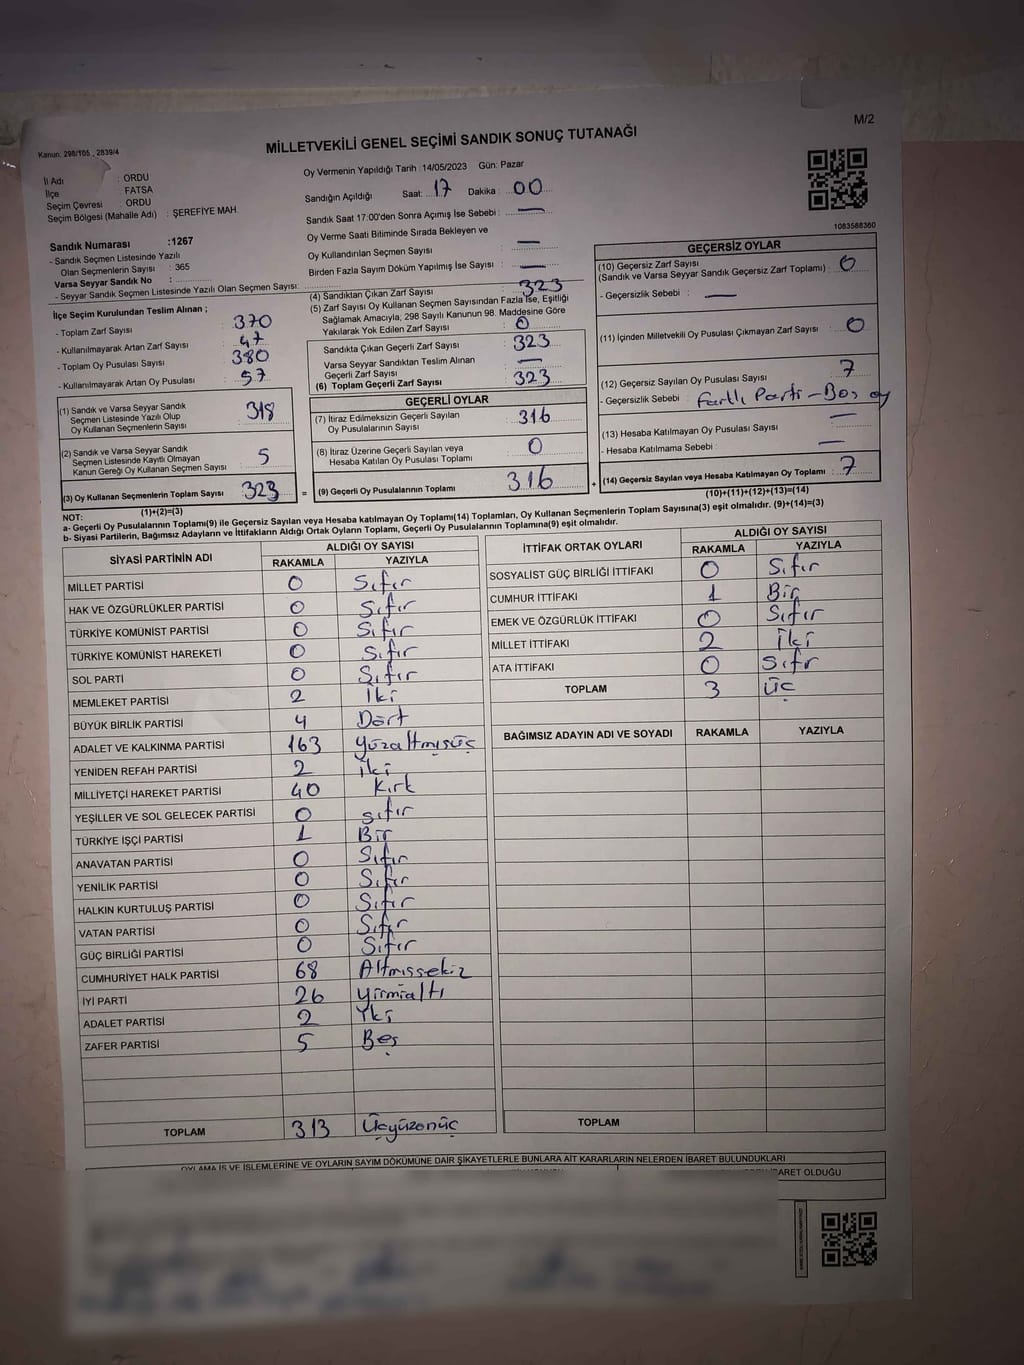 M/2
Kanun: 298/105 , 2839/4
MİLLETVEKİLİ GENEL SEÇİMİ SANDIK SONUÇ TUTANAĞI
İl Adı : ORDU
İlçe : FATSA
Seçim Çevresi : ORDU
Seçim Bölgesi (Mahalle Adı) : ŞEREFİYE MAH.
Oy Vermenin Yapıldığı Tarih : 14/05/2023 Gün: Pazar
Sandığın Açıldığı Saat: 17 Dakika : 00
Sandık Saat 17:00'den Sonra Açımış İse Sebebi : —
Oy Verme Saati Bitiminde Sırada Bekleyen ve
Oy Kullandırılan Seçmen Sayısı —
Birden Fazla Sayım Döküm Yapılmış İse Sayısı : —
1083588360
Sandık Numarası :1267
- Sandık Seçmen Listesinde Yazılı
Olan Seçmenlerin Sayısı : 365
Varsa Seyyar Sandık No :
- Seyyar Sandık Seçmen Listesinde Yazılı Olan Seçmen Sayısı:
İlçe Seçim Kurulundan Teslim Alınan ;
- Toplam Zarf Sayısı 370
- Kullanılmayarak Artan Zarf Sayısı 47
- Toplam Oy Pusulası Sayısı 380
- Kullanılmayarak Artan Oy Pusulası 57
(1) Sandık ve Varsa Seyyar Sandık
Seçmen Listesinde Yazılı Olup
Oy Kullanan Seçmenlerin Sayısı 318
(2) Sandık ve Varsa Seyyar Sandık
Seçmen Listesinde Kayıtlı Olmayan
Kanun Gereği Oy Kullanan Seçmen Sayısı 5
(3) Oy Kullanan Seçmenlerin Toplam Sayısı 323
(1)+(2)=(3)
(4) Sandıktan Çıkan Zarf Sayısı 323
(5) Zarf Sayısı Oy Kullanan Seçmen Sayısından Fazla İse, Eşitliği
Sağlamak Amacıyla; 298 Sayılı Kanunun 98. Maddesine Göre
Yakılarak Yok Edilen Zarf Sayısı : 0
Sandıkta Çıkan Geçerli Zarf Sayısı 323
Varsa Seyyar Sandıktan Teslim Alınan
Geçerli Zarf Sayısı —
(6) Toplam Geçerli Zarf Sayısı 323
GEÇERLİ OYLAR
(7) İtiraz Edilmeksizin Geçerli Sayılan
Oy Pusulalarının Sayısı 316
(8) İtiraz Üzerine Geçerli Sayılan veya
Hesaba Katılan Oy Pusulası Toplamı 0
= (9) Geçerli Oy Pusulalarının Toplamı 316 +
GEÇERSİZ OYLAR
(10) Geçersiz Zarf Sayısı
(Sandık ve Varsa Seyyar Sandık Geçersiz Zarf Toplamı) : 0
- Geçersizlik Sebebi : —
(11) İçinden Milletvekili Oy Pusulası Çıkmayan Zarf Sayısı 0
(12) Geçersiz Sayılan Oy Pusulası Sayısı 7
- Geçersizlik Sebebi : Farklı Parti - Boş oy
(13) Hesaba Katılmayan Oy Pusulası Sayısı —
- Hesaba Katılmama Sebebi : —
(14) Geçersiz Sayılan veya Hesaba Katılmayan Oy Toplamı : 7
(10)+(11)+(12)+(13)=(14)
NOT:
a- Geçerli Oy Pusulalarının Toplamı(9) ile Geçersiz Sayılan veya Hesaba katılmayan Oy Toplamı(14) Toplamları, Oy Kullanan Seçmenlerin Toplam Sayısına(3) eşit olmalıdır. (9)+(14)=(3)
b- Siyasi Partilerin, Bağımsız Adayların ve İttifakların Aldığı Ortak Oyların Toplamı, Geçerli Oy Pusulalarının Toplamına(9) eşit olmalıdır.
SİYASİ PARTİNİN ADI ALDIĞI OY SAYISI
RAKAMLA YAZIYLA
MİLLET PARTİSİ 0 Sıfır
HAK VE ÖZGÜRLÜKLER PARTİSİ 0 Sıfır
TÜRKİYE KOMÜNİST PARTİSİ 0 Sıfır
TÜRKİYE KOMÜNİST HAREKETİ 0 Sıfır
SOL PARTİ 0 Sıfır
MEMLEKET PARTİSİ 2 İki
BÜYÜK BİRLİK PARTİSİ 4 Dört
ADALET VE KALKINMA PARTİSİ 163 Yüzaltmışüç
YENİDEN REFAH PARTİSİ 2 İki
MİLLİYETÇİ HAREKET PARTİSİ 40 Kırk
YEŞİLLER VE SOL GELECEK PARTİSİ 0 sıfır
TÜRKİYE İŞÇİ PARTİSİ 1 Bir
ANAVATAN PARTİSİ 0 Sıfır
YENİLİK PARTİSİ 0 Sıfır
HALKIN KURTULUŞ PARTİSİ 0 Sıfır
VATAN PARTİSİ 0 Sıfır
GÜÇ BİRLİĞİ PARTİSİ 0 Sıfır
CUMHURİYET HALK PARTİSİ 68 Altmışsekiz
İYİ PARTİ 26 yirmialtı
ADALET PARTİSİ 2 İki
ZAFER PARTİSİ 5 Beş
TOPLAM 313 Üçyüzonüç
İTTİFAK ORTAK OYLARI ALDIĞI OY SAYISI
RAKAMLA YAZIYLA
SOSYALİST GÜÇ BİRLİĞİ İTTİFAKI 0 Sıfır
CUMHUR İTTİFAKI 1 Bir
EMEK VE ÖZGÜRLÜK İTTİFAKI 0 Sıfır
MİLLET İTTİFAKI 2 İki
ATA İTTİFAKI 0 Sıfır
TOPLAM 3 üç
BAĞIMSIZ ADAYIN ADI VE SOYADI RAKAMLA YAZIYLA
TOPLAM
OYLAMA İŞ VE İŞLEMLERİNE VE OYLARIN SAYIM DÖKÜMÜNE DAİR ŞİKAYETLERLE BUNLARA AİT KARARLARIN NELERDEN İBARET BULUNDUKLARI
İBARET OLDUĞU